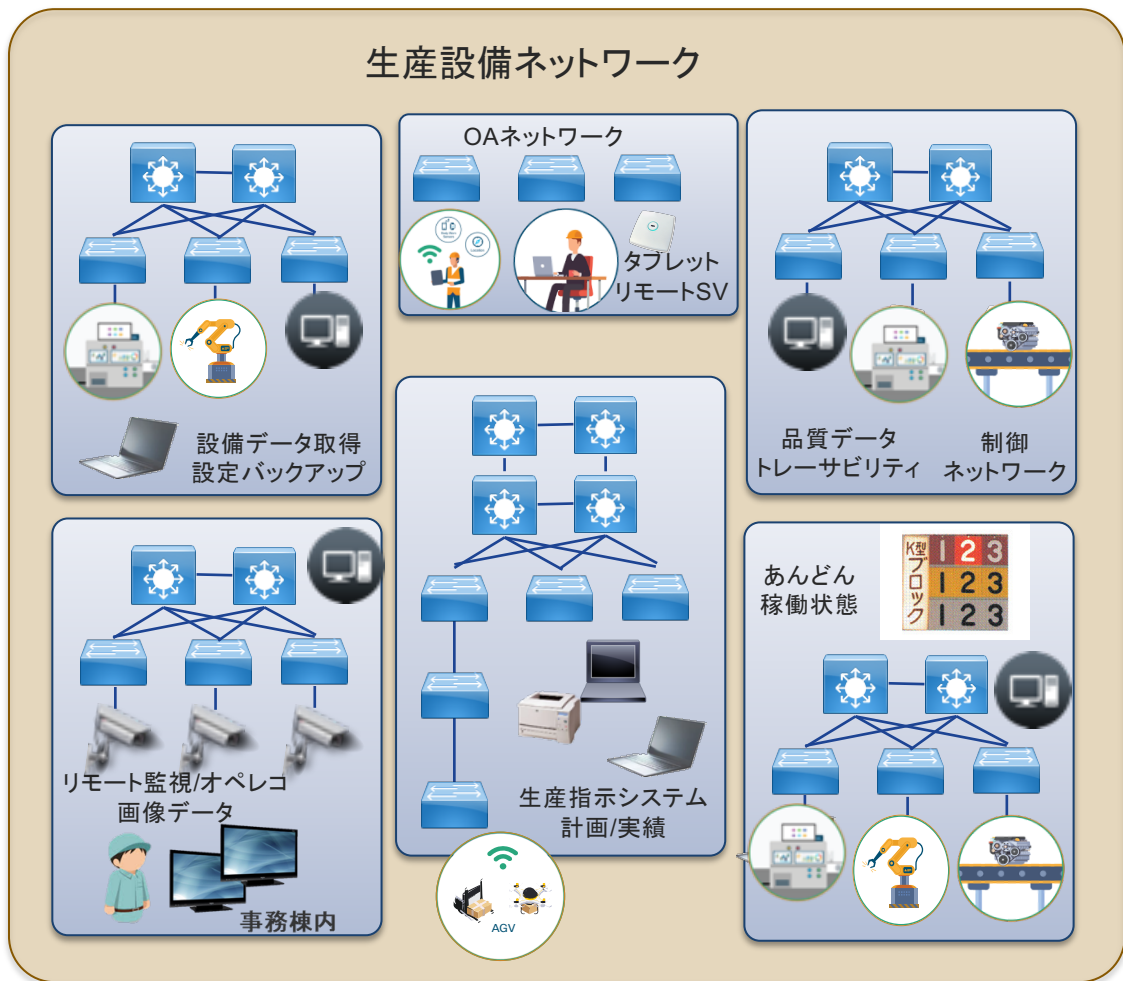 生産設備ネットワーク
OAネットワーク
タブレット
リモートSV
設備データ取得
設定バックアップ
品質データ
トレーサビリティ
制御
ネットワーク
リモート監視/オペレコ
画像データ
事務棟内
生産指示システム
計画/実績
AGV
あんどん
稼働状態
K型ブロック
1 2 3
1 2 3
1 2 3